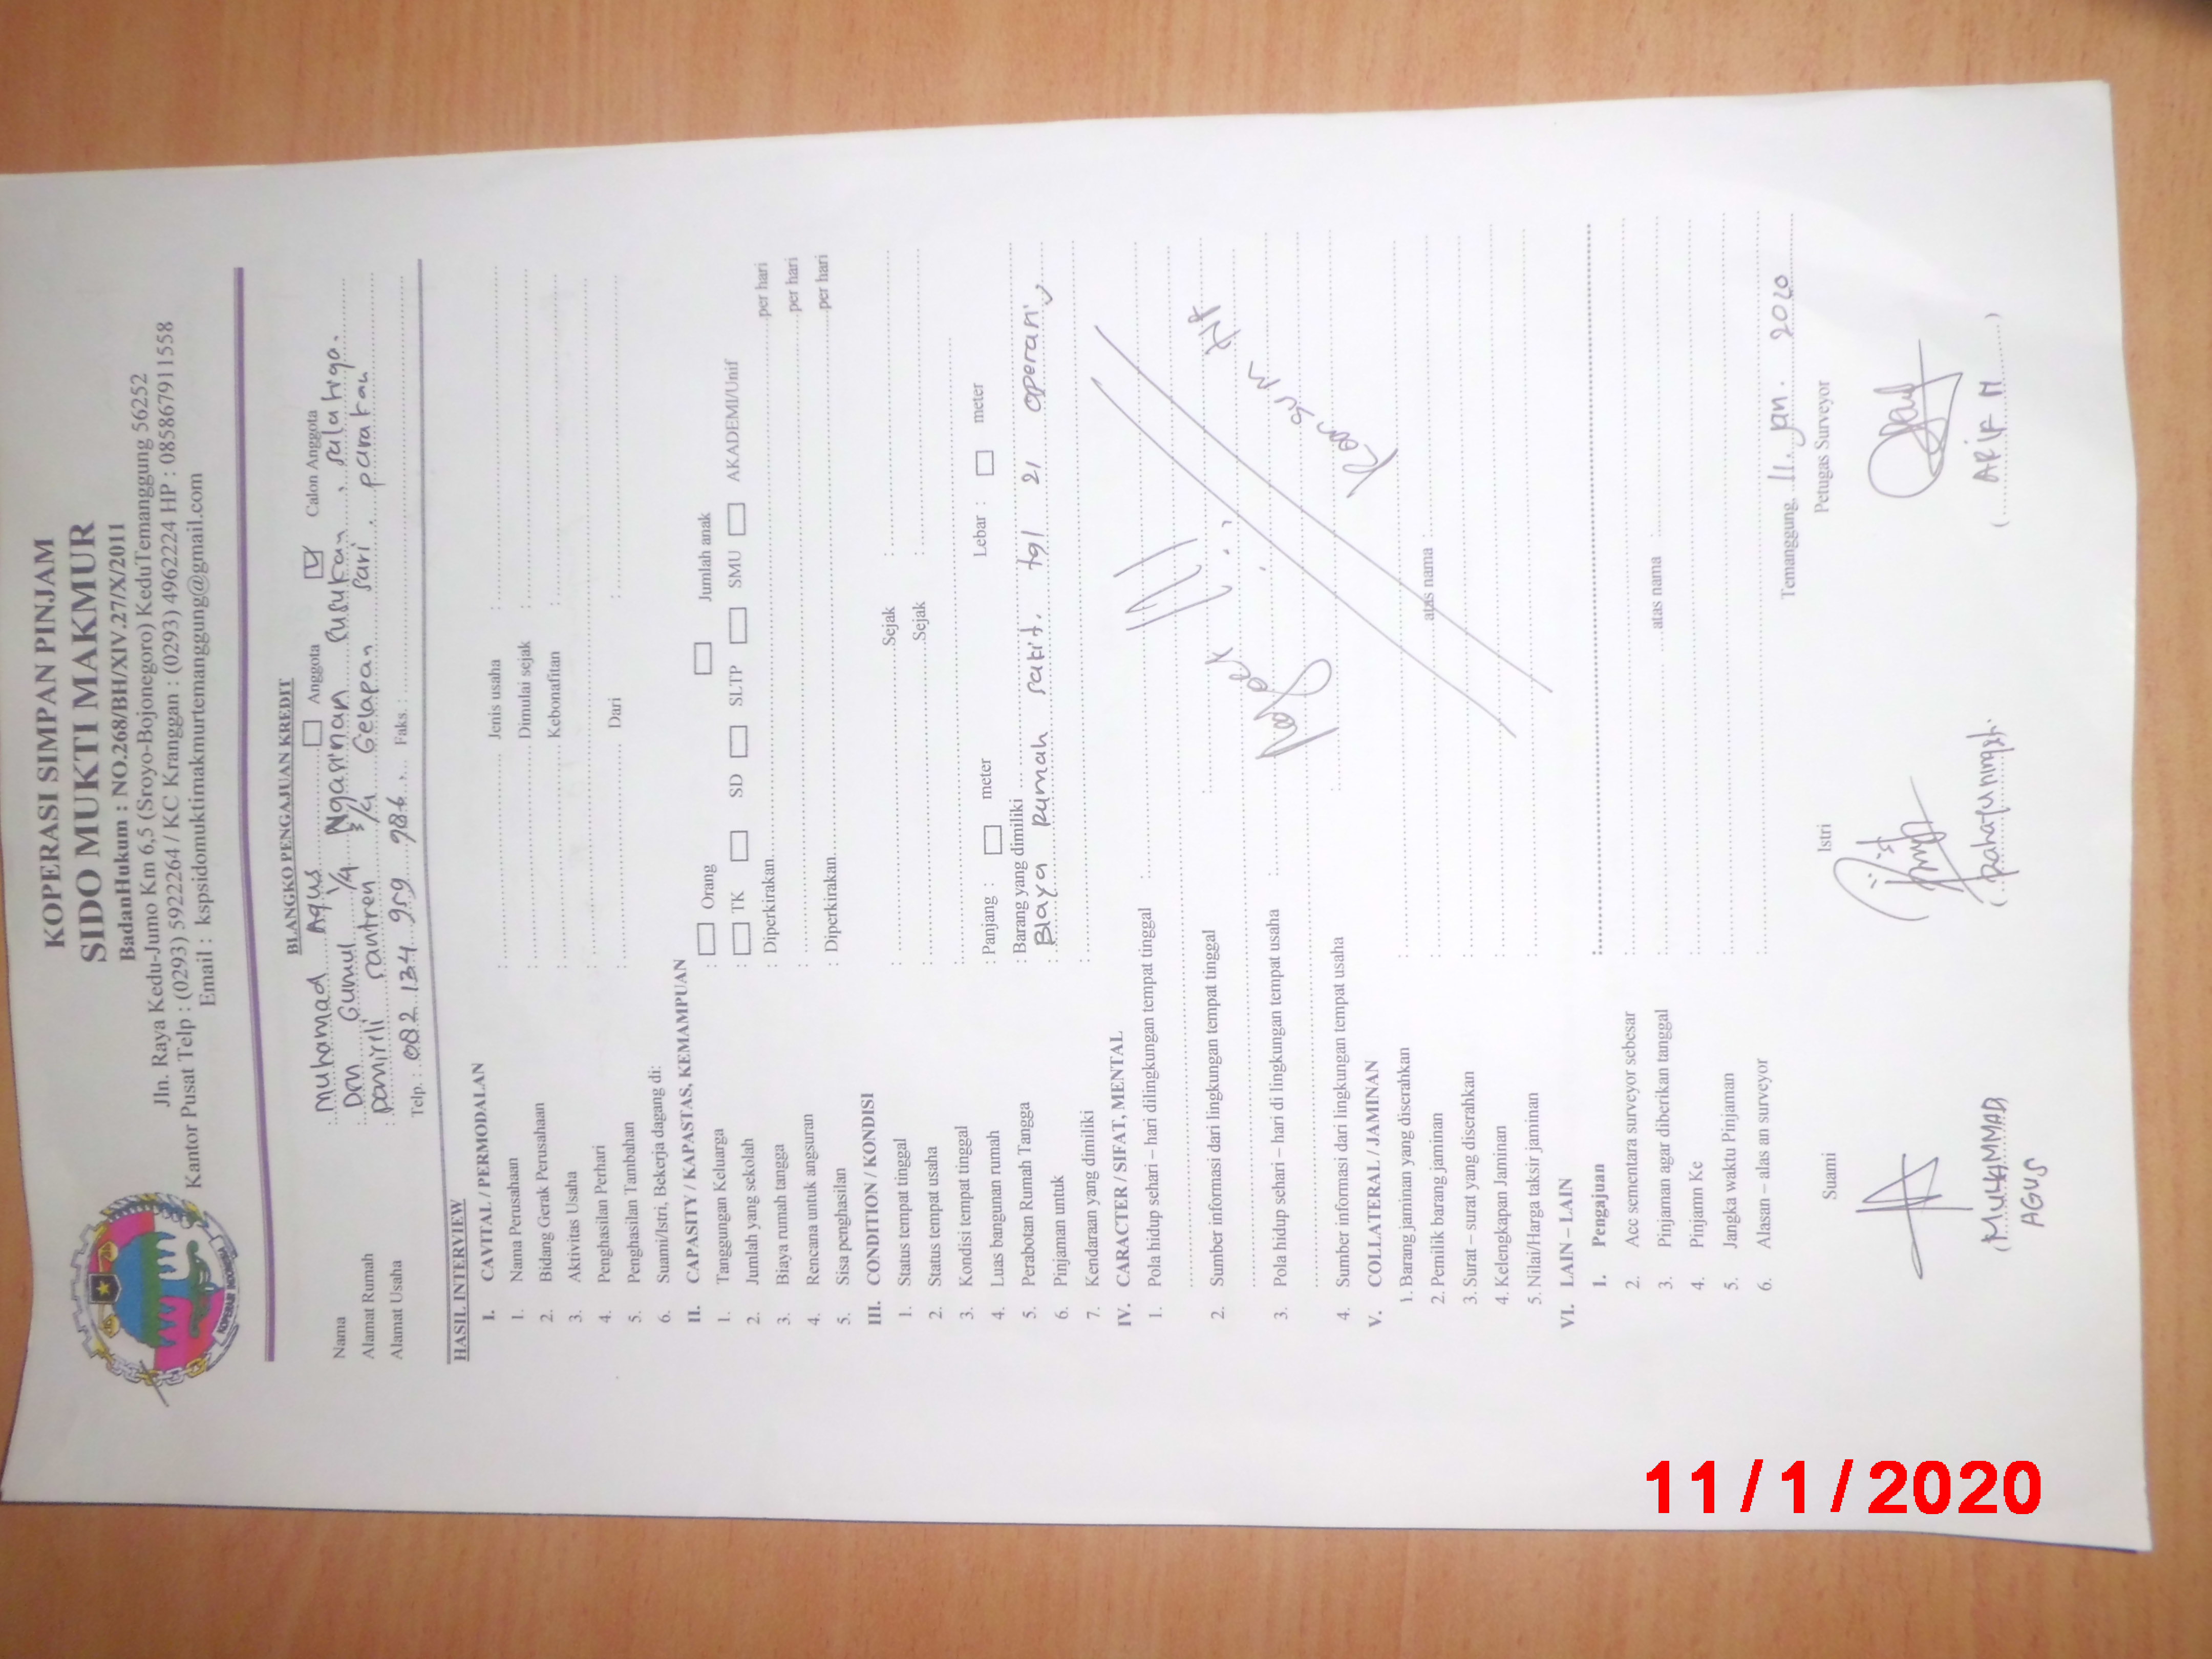 KOPERASI SIMPAN PINJAM
SIDO MUKTI MAKMUR
BadanHukum : NO.268/BH/XIV.27/X/2011
Jln. Raya Kedu-Jumo Km 6,5 (Sroyo-Bojonegoro) KeduTemanggung 56252
Kantor Pusat Telp : (0293) 5922264 / KC Kranggan : (0293) 4962224 HP : 085867911558
Email : kspsidomuktimakmurtemanggung@gmail.com
KOPERASI INDONESIA
BLANGKO PENGAJUAN KREDIT
Nama : Muhamad Agus Anggota Calon Anggota
Alamat Rumah : Dsn Gumul 1/4 Ngasinan Susukan, salatiga.
Alamat Usaha : santren Gelapan sari. parakan
Telp. : 082 134 959 986 Faks. :
HASIL INTERVIEW
I. CAVITAL / PERMODALAN
1. Nama Perusahaan : Jenis usaha :
2. Bidang Gerak Perusahaan : Dimulai sejak :
3. Aktivitas Usaha : Kebonafitan :
4. Penghasilan Perhari :
5. Penghasilan Tambahan : Dari :
6. Suami/Istri, Bekerja dagang di:
II. CAPASITY / KAPASTAS, KEMAMPUAN
1. Tanggungan Keluarga : Orang Jumlah anak
2. Jumlah yang sekolah : TK SD SLTP SMU AKADEMI/Unif
3. Biaya rumah tangga : Diperkirakan per hari
4. Rencana untuk angsuran : per hari
5. Sisa penghasilan : Diperkirakan per hari
III. CONDITION / KONDISI
1. Status tempat tinggal : Sejak :
2. Status tempat usaha : Sejak :
3. Kondisi tempat tinggal :
4. Luas bangunan rumah : Panjang : meter Lebar : meter
5. Perabotan Rumah Tangga : Barang yang dimiliki
6. Pinjaman untuk : Biaya Rumah sakit. tgl 21 operasi
7. Kendaraan yang dimiliki :
IV. CARACTER / SIFAT, MENTAL
1. Pola hidup sehari – hari dilingkungan tempat tinggal :
2. Sumber informasi dari lingkungan tempat tinggal :
3. Pola hidup sehari – hari di lingkungan tempat usaha :
4. Sumber informasi dari lingkungan tempat usaha :
V. COLLATERAL / JAMINAN
1. Barang jaminan yang diserahkan :
2. Pemilik barang jaminan : atas nama :
3. Surat – surat yang diserahkan :
4. Kelengkapan Jaminan :
5. Nilai/Harga taksir jaminan :
VI. LAIN – LAIN
1. Pengajuan :
2. Acc sementara surveyor sebesar :
3. Pinjaman agar diberikan tanggal : atas nama :
4. Pinjamn Ke :
5. Jangka waktu Pinjaman :
6. Alasan – alas an surveyor :
Temanggung, 11. jan. 2020
Suami Istri Petugas Surveyor
(MUHAMMAD AGUS ( ARIF M )
11/1/2020